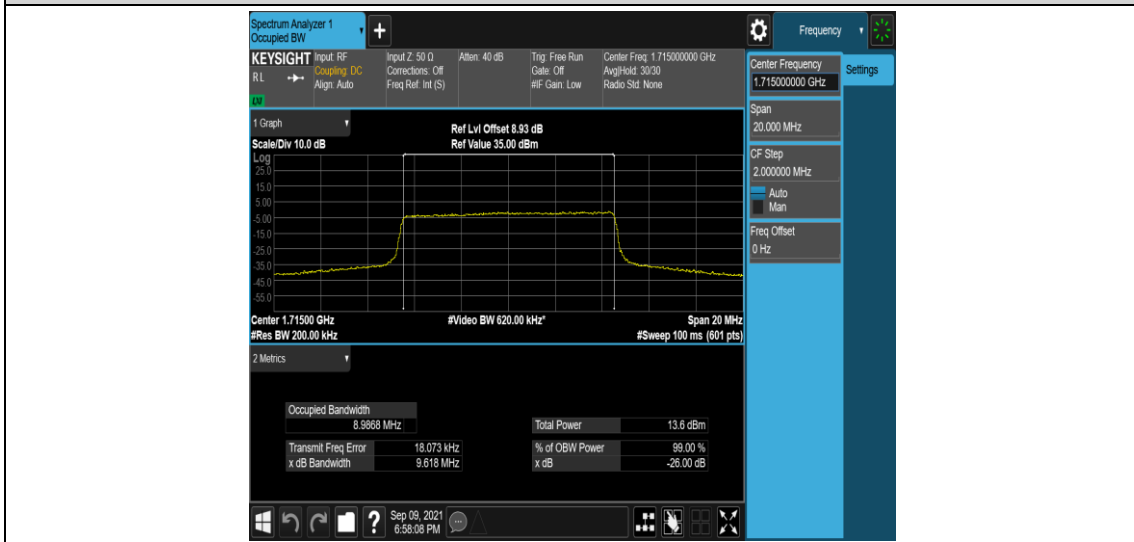 Spectrum Analyzer 1
Occupied BW
+
Frequency
KEYSIGHT
RL
LXI
Input: RF
Coupling: DC
Align: Auto
Input Z: 50 Ω
Corrections: Off
Freq Ref: Int (S)
Atten: 40 dB
Trig: Free Run
Gate: Off
#IF Gain: Low
Center Freq: 1.715000000 GHz
Avg|Hold: 30/30
Radio Std: None
Center Frequency
1.715000000 GHz
Settings
Span
20.000 MHz
CF Step
2.000000 MHz
Auto
Man
Freq Offset
0 Hz
1 Graph
Ref Lvl Offset 8.93 dB
Scale/Div 10.0 dB
Ref Value 35.00 dBm
Log
25.0
15.0
5.00
-5.00
-15.0
-25.0
-35.0
-45.0
-55.0
Center 1.71500 GHz
#Video BW 620.00 kHz*
Span 20 MHz
#Res BW 200.00 kHz
#Sweep 100 ms (601 pts)
2 Metrics
Occupied Bandwidth
8.9868 MHz
Total Power 13.6 dBm
Transmit Freq Error 18.073 kHz
% of OBW Power 99.00 %
x dB Bandwidth 9.618 MHz
x dB -26.00 dB
?
Sep 09, 2021
6:58:08 PM